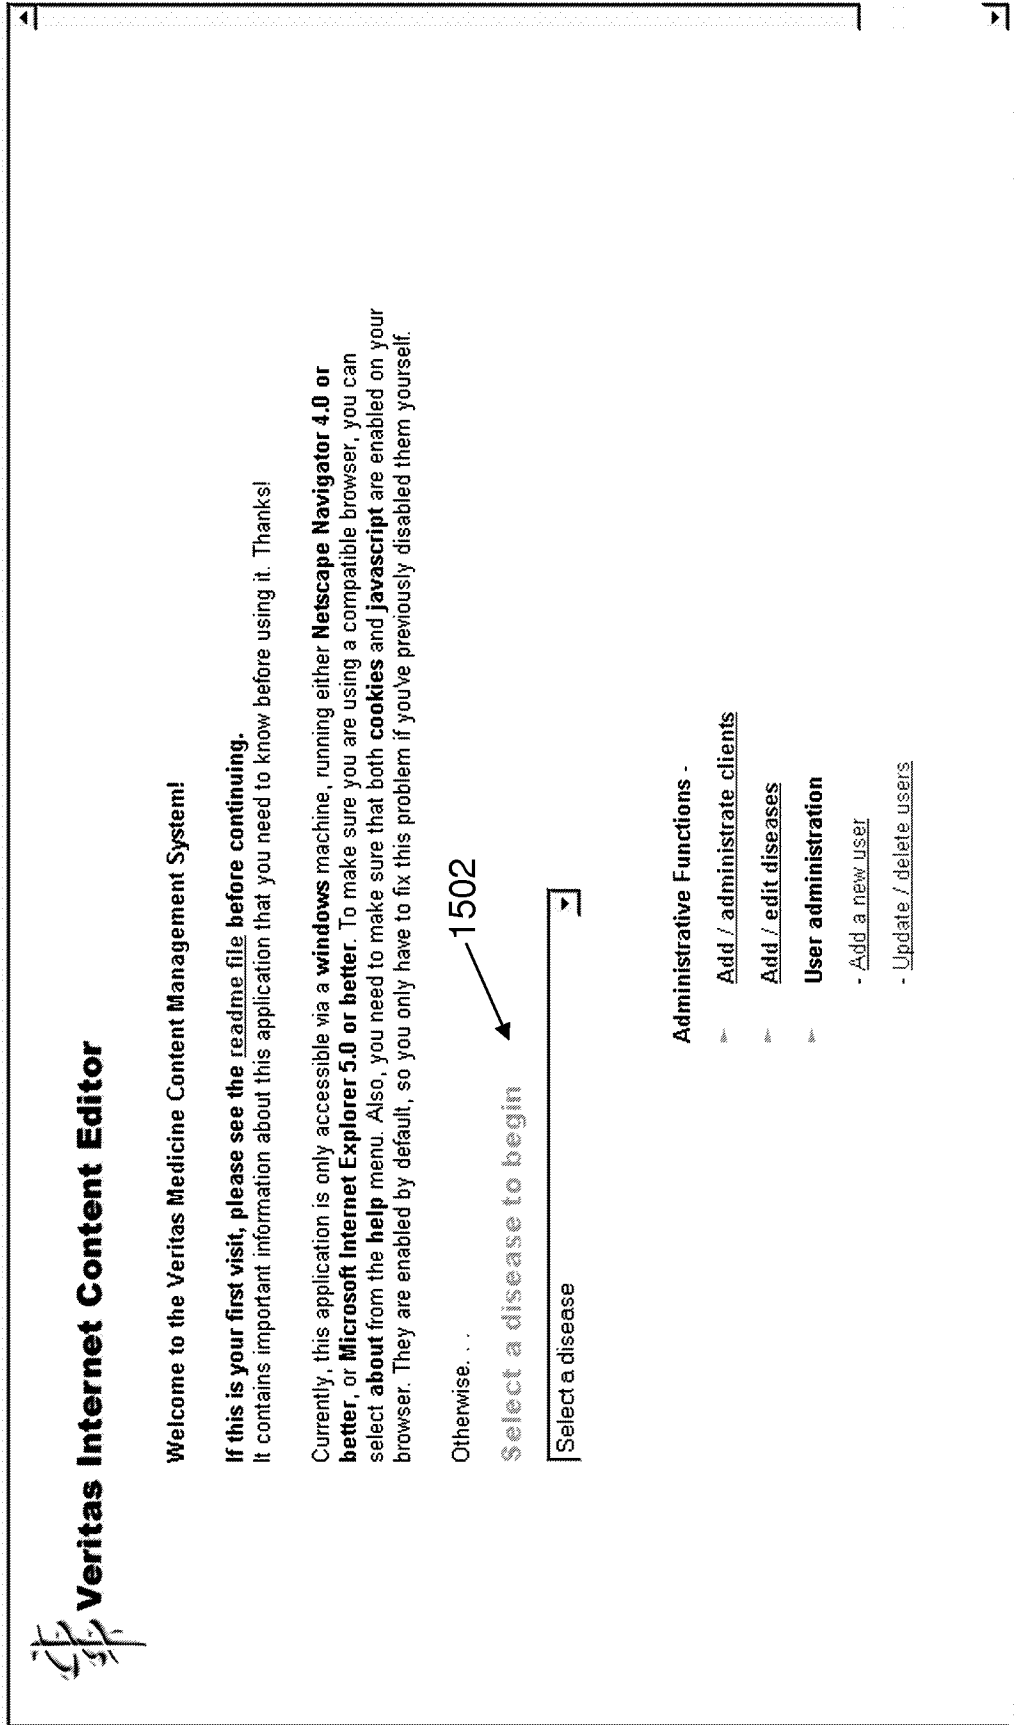 Veritas Internet Content Editor
Welcome to the Veritas Medicine Content Management System!
If this is your first visit, please see the readme file before continuing.
It contains important information about this application that you need to know before using it. Thanks!
Currently, this application is only accessible via a windows machine, running either Netscape Navigator 4.0 or
better, or Microsoft Internet Explorer 5.0 or better. To make sure you are using a compatible browser, you can
select about from the help menu. Also, you need to make sure that both cookies and javascript are enabled on your
browser. They are enabled by default, so you only have to fix this problem if you've previously disabled them yourself.
Otherwise. . .
1502
Select a disease to begin
Select a disease
Administrative Functions -
Add / administrate clients
Add / edit diseases
User administration
- Add a new user
- Update / delete users